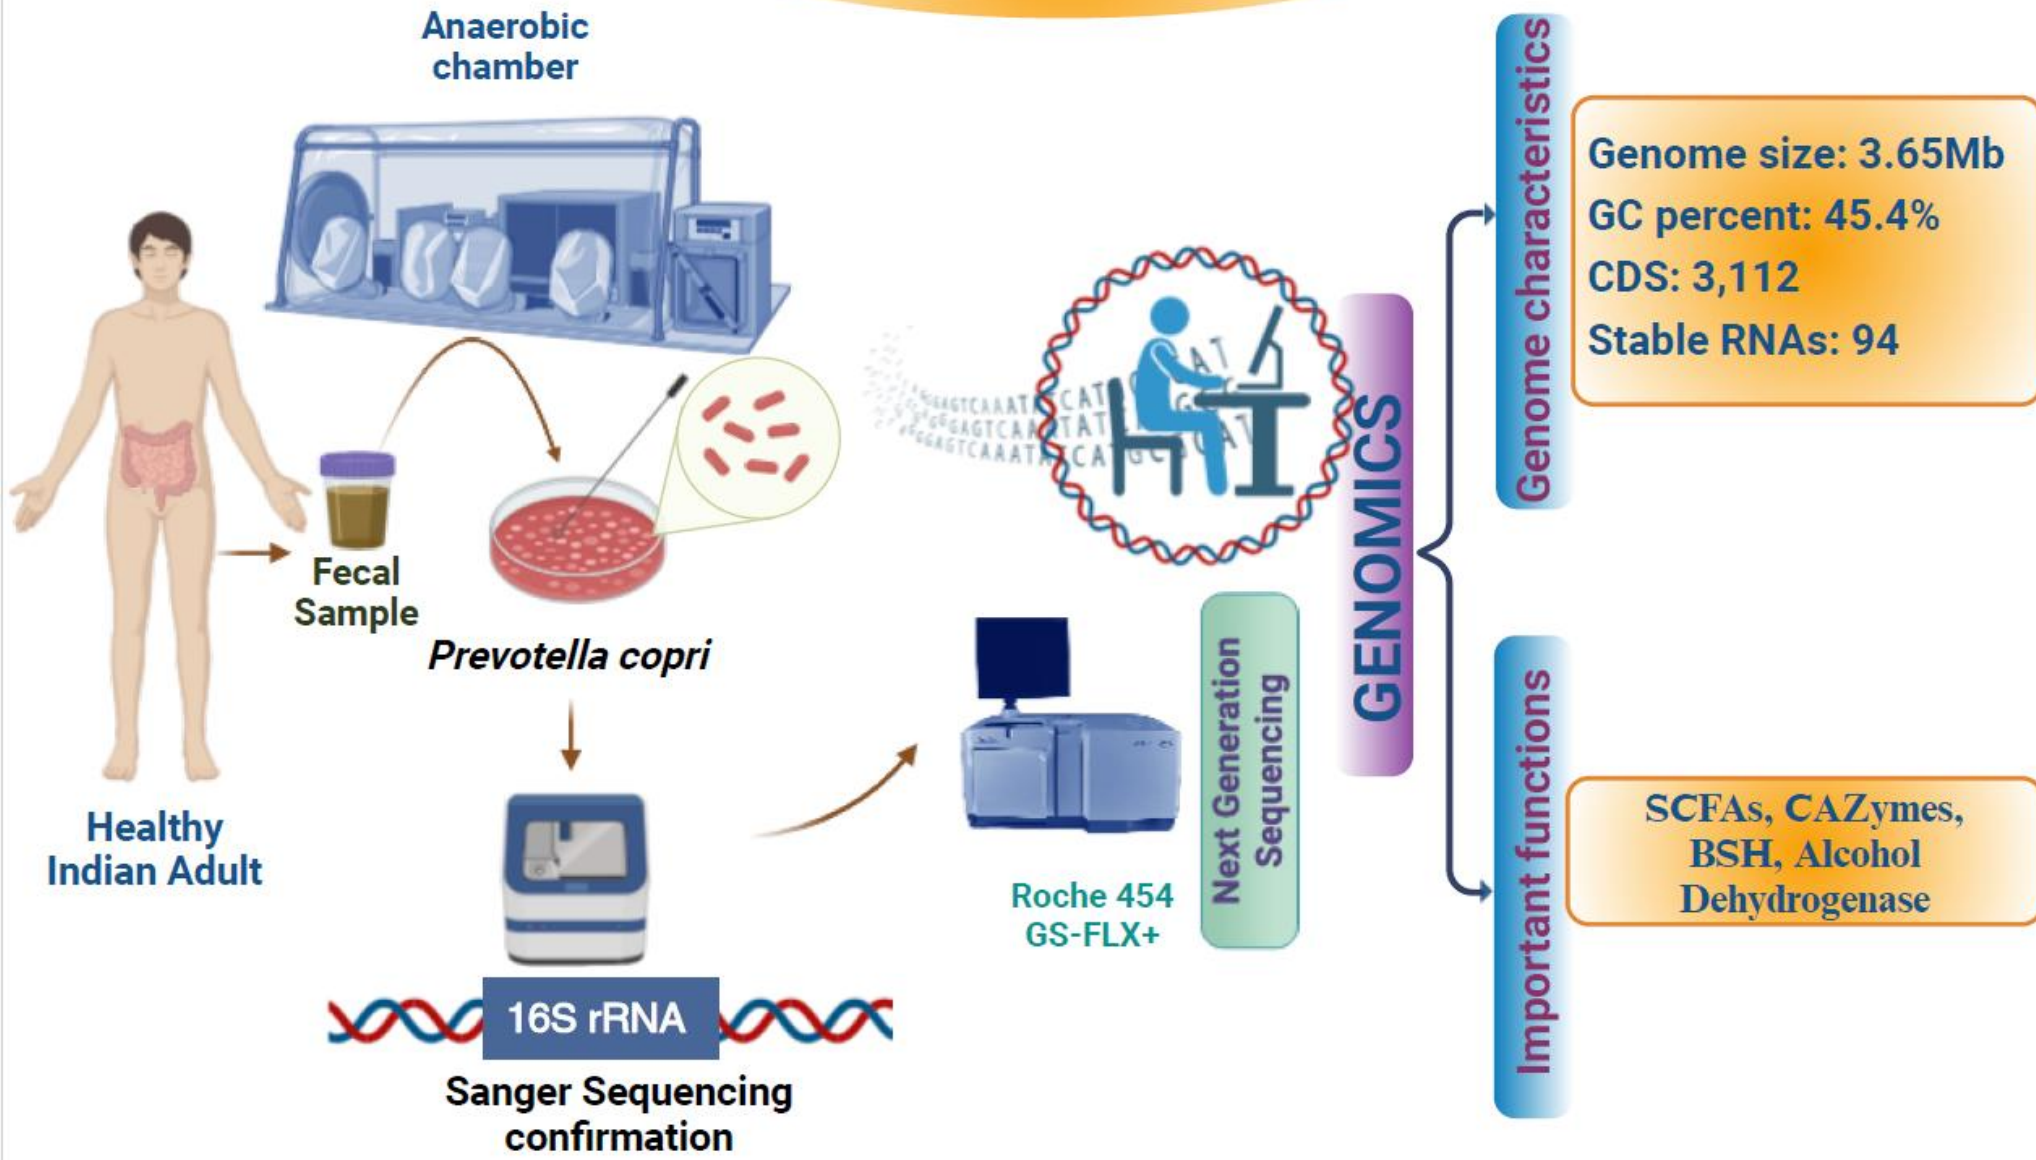 Anaerobic
chamber
Fecal
Sample
Prevotella copri
Healthy
Indian Adult
16S rRNA
Sanger Sequencing
confirmation
Roche 454
GS-FLX+
Next Generation
Sequencing
GENOMICS
Genome characteristics
Genome size: 3.65Mb
GC percent: 45.4%
CDS: 3,112
Stable RNAs: 94
Important functions
SCFAs, CAZymes,
BSH, Alcohol
Dehydrogenase